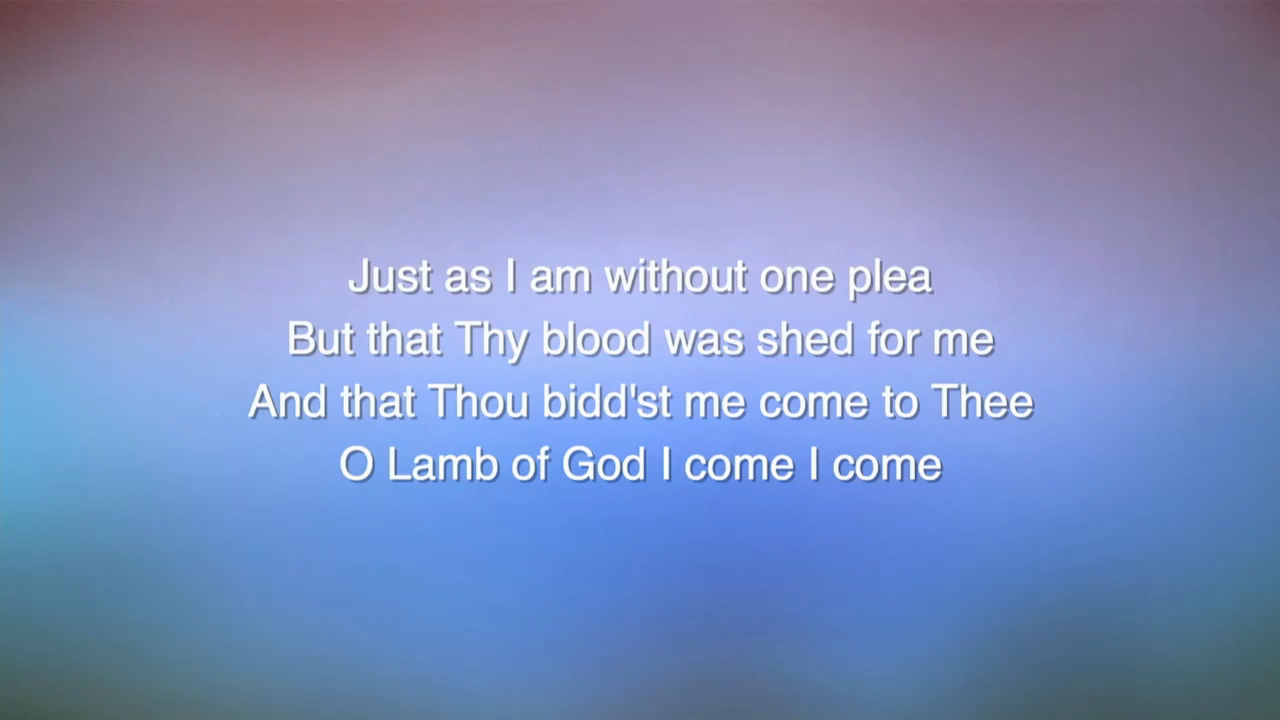 Just as I am without one plea
But that Thy blood was shed for me
And that Thou bidd'st me come to Thee
O Lamb of God I come I come